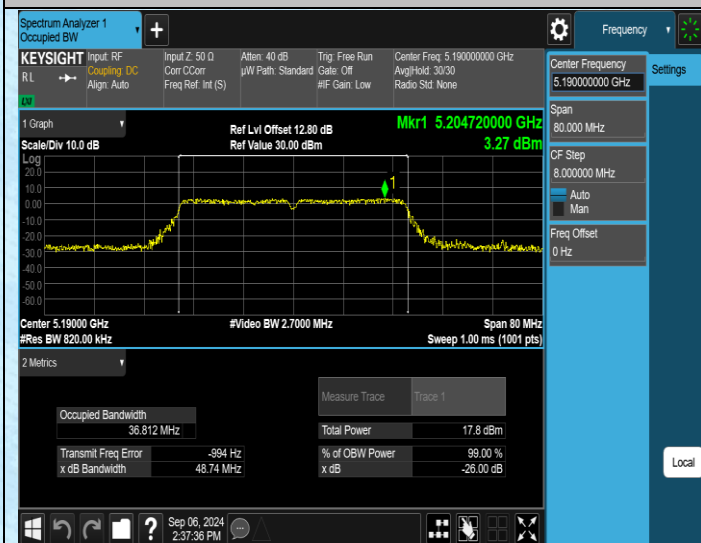 Spectrum Analyzer 1
Occupied BW
Frequency
KEYSIGHT
RL
Input: RF
Coupling: DC
Align: Auto
Input Z: 50 Ω
Corr CCorr
Freq Ref: Int (S)
Atten: 40 dB
µW Path: Standard
Trig: Free Run
Gate: Off
#IF Gain: Low
Center Freq: 5.190000000 GHz
Avg|Hold: 30/30
Radio Std: None
1 Graph
Scale/Div 10.0 dB
Ref Lvl Offset 12.80 dB
Ref Value 30.00 dBm
Mkr1 5.204720000 GHz
3.27 dBm
Log
20.0
10.0
0.00
-10.0
-20.0
-30.0
-40.0
-50.0
-60.0
1
Center 5.19000 GHz
#Video BW 2.7000 MHz
Span 80 MHz
#Res BW 820.00 kHz
Sweep 1.00 ms (1001 pts)
2 Metrics
Measure Trace
Trace 1
Occupied Bandwidth
36.812 MHz
Total Power
17.8 dBm
Transmit Freq Error
-994 Hz
% of OBW Power
99.00 %
x dB Bandwidth
48.74 MHz
x dB
-26.00 dB
Center Frequency
5.190000000 GHz
Settings
Span
80.000 MHz
CF Step
8.000000 MHz
Auto
Man
Freq Offset
0 Hz
Local
?
Sep 06, 2024
2:37:36 PM